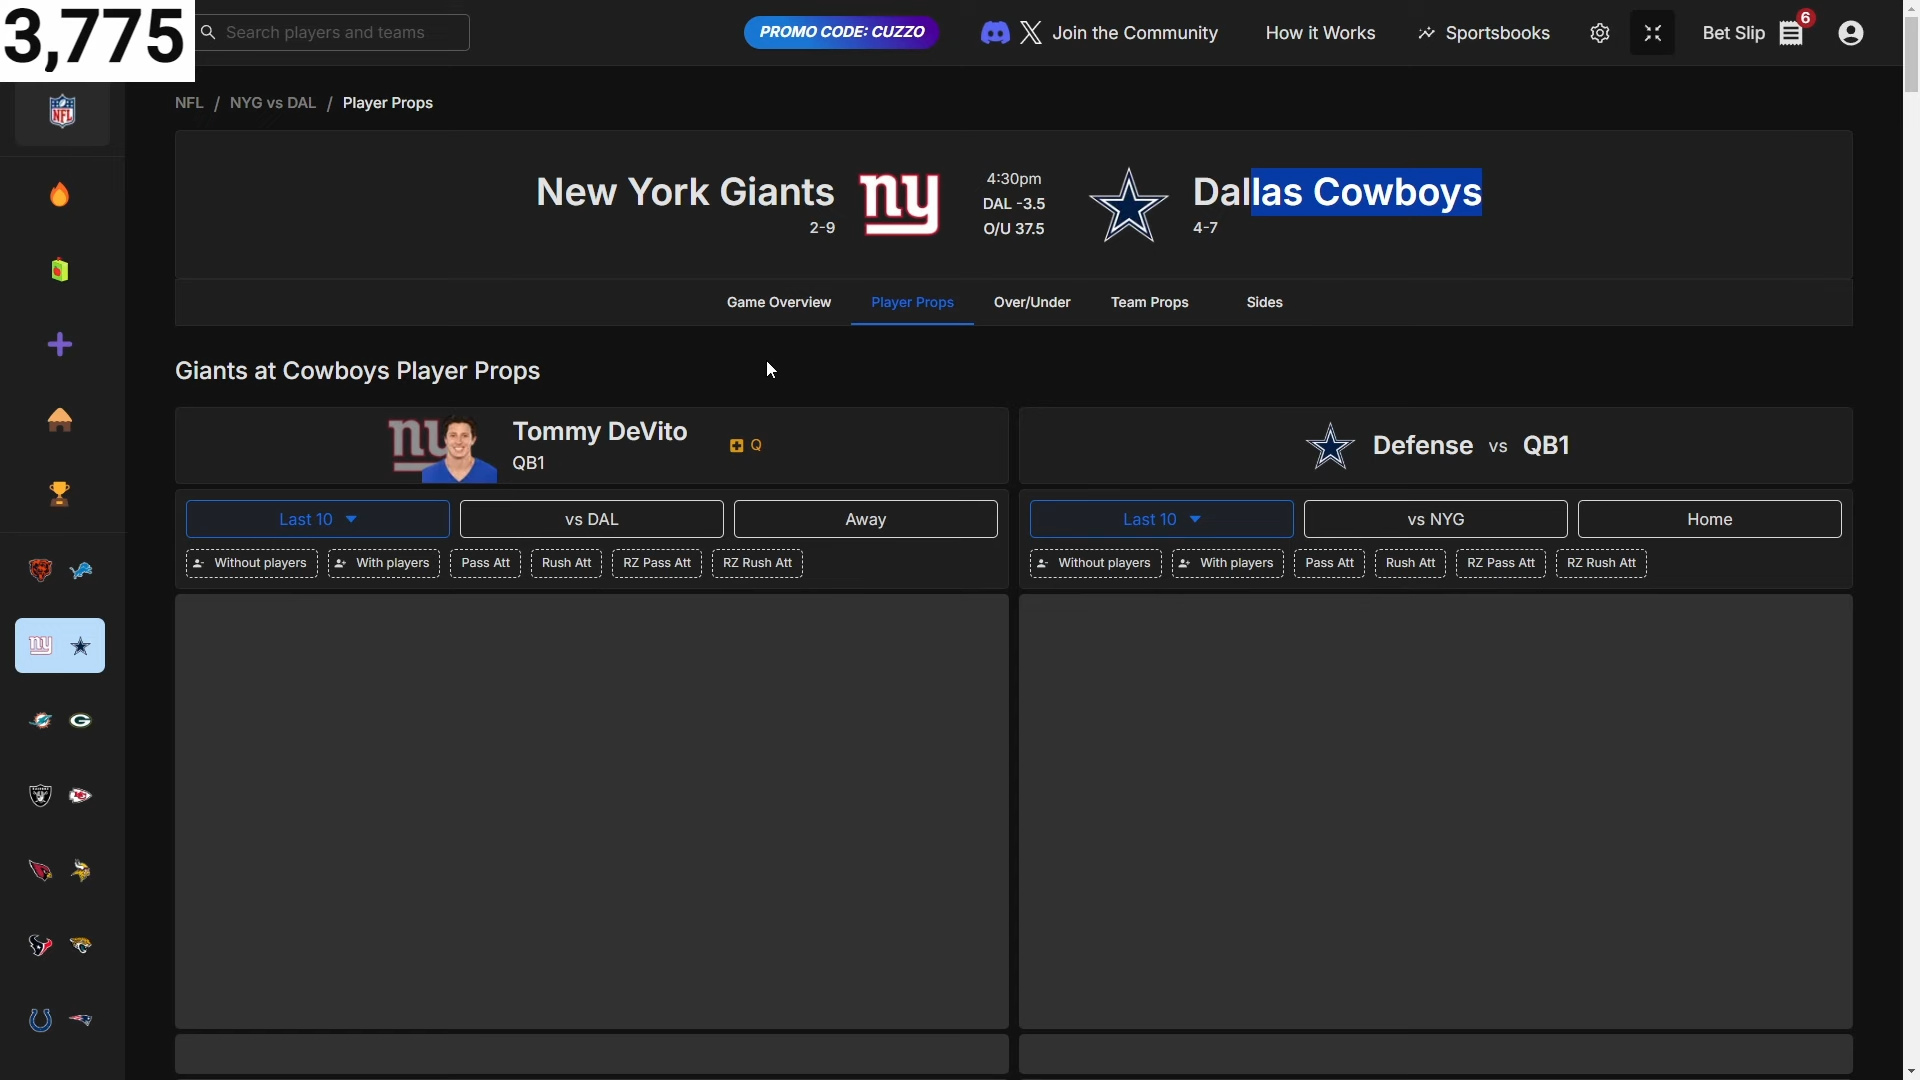 3,775
Search players and teams
PROMO CODE: CUZZO
Join the Community
How it Works
Sportsbooks
Bet Slip
6
NFL
NFL / NYG vs DAL / Player Props
New York Giants
2-9
ny
4:30pm
DAL -3.5
O/U 37.5
Dallas Cowboys
4-7
Game Overview
Player Props
Over/Under
Team Props
Sides
Giants at Cowboys Player Props
ny
Tommy DeVito
QB1
Q
Defense vs QB1
Last 10
vs DAL
Away
Last 10
vs NYG
Home
Without players
With players
Pass Att
Rush Att
RZ Pass Att
RZ Rush Att
Without players
With players
Pass Att
Rush Att
RZ Pass Att
RZ Rush Att
ny
G